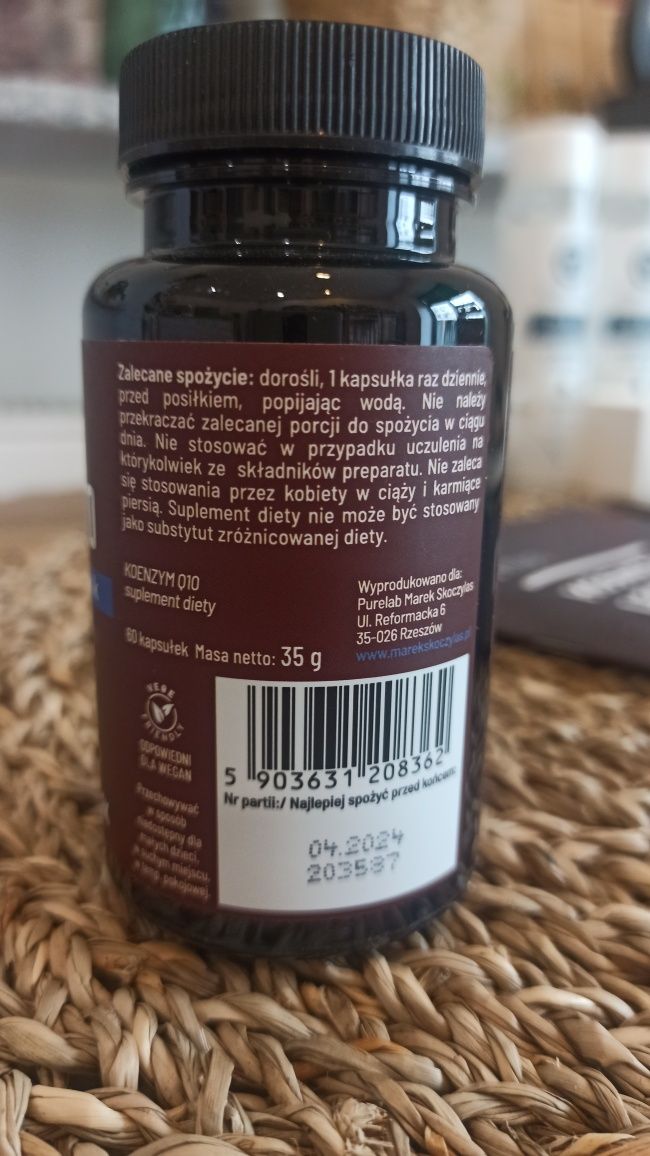 Zalecane spożycie: dorośli, 1 kapsułka raz dziennie,
przed posiłkiem, popijając wodą. Nie należy
przekraczać zalecanej porcji do spożycia w ciągu
dnia. Nie stosować w przypadku uczulenia na
którykolwiek ze składników preparatu. Nie zaleca
się stosowania przez kobiety w ciąży i karmiące
piersią. Suplement diety nie może być stosowany
jako substytut zróżnicowanej diety.
KOENZYM Q10
suplement diety
60 kapsułek Masa netto: 35 g
Wyprodukowano dla:
Purelab Marek Skoczylas
Ul. Reformacka 6
35-026 Rzeszów
www.marekskoczylas.pl
VEGE
FRIENDLY
ODPOWIEDNI
DLA WEGAN
Przechowywać
w sposób
niedostępny dla
małych dzieci,
w suchym miejscu,
w temp. pokojowej.
5 903631 208362
Nr partii:/ Najlepiej spożyć przed końcem:
04.2024
203587